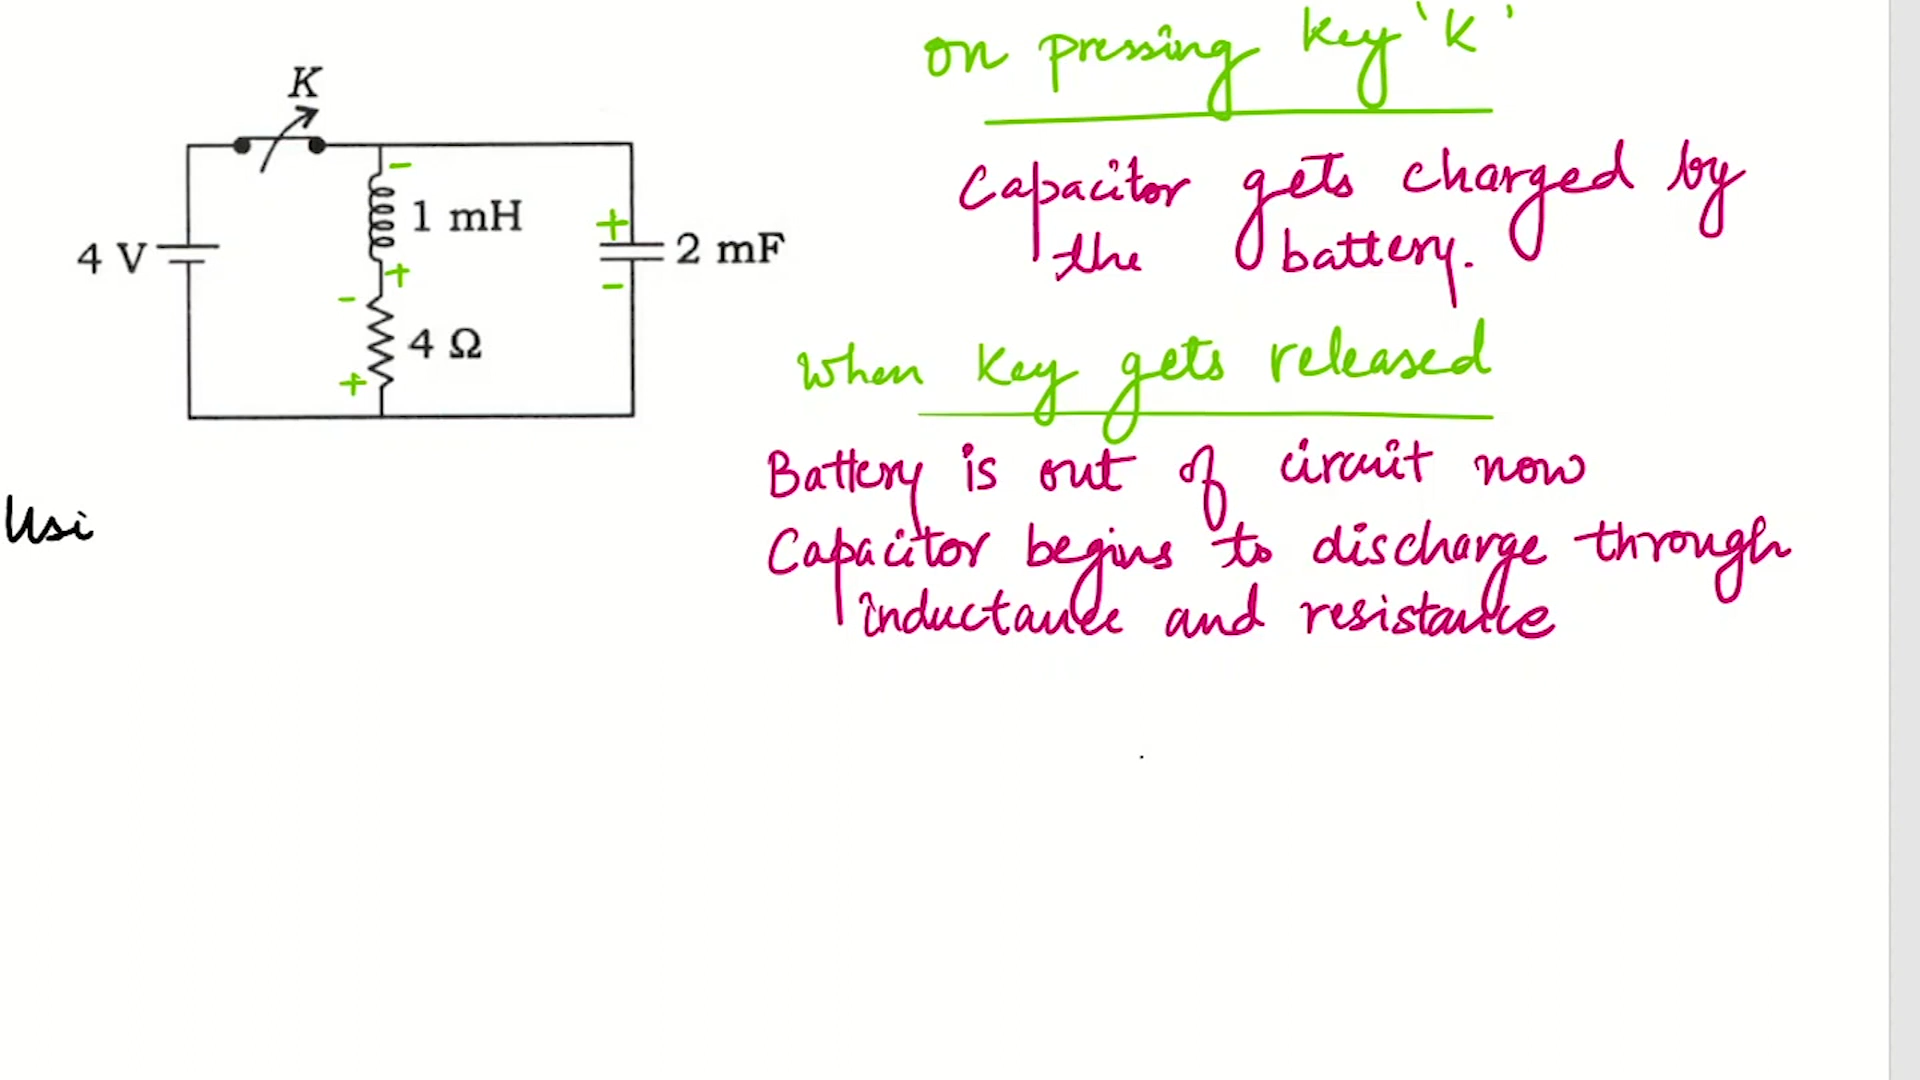 on pressing key 'K'
K
Capacitor gets charged by
the battery.
1 mH
4 V
2 mF
4 Ω
when key gets released
Battery is out of circuit now
Usi
Capacitor begins to discharge through
inductance and resistance